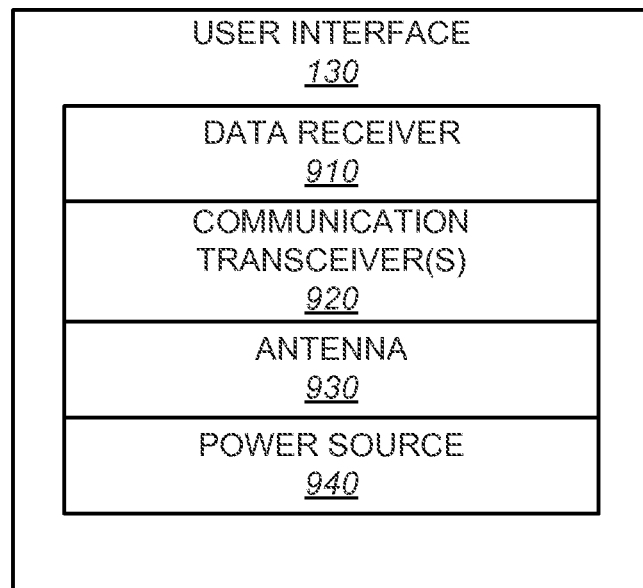 USER INTERFACE
130
DATA RECEIVER
910
COMMUNICATION
TRANSCEIVER(S)
920
ANTENNA
930
POWER SOURCE
940